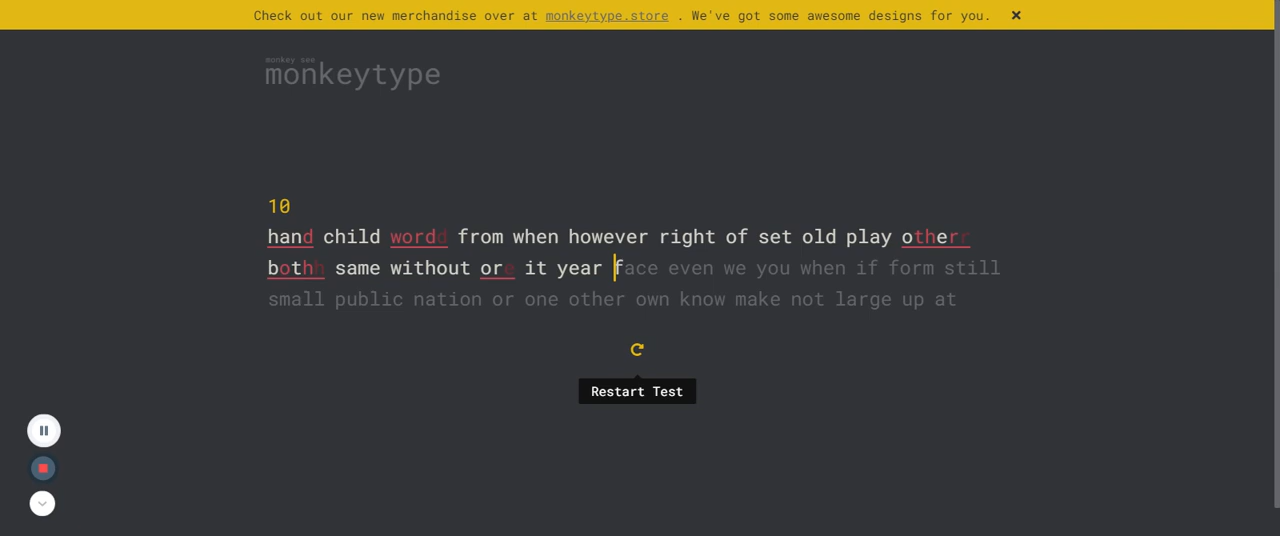 Check out our new merchandise over at monkeytype.store . We've got some awesome designs for you.
monkey see
monkeytype
10
hand child wordd from when however right of set old play otherr
bothh same without ore it year face even we you when if form still
small public nation or one other own know make not large up at
Restart Test